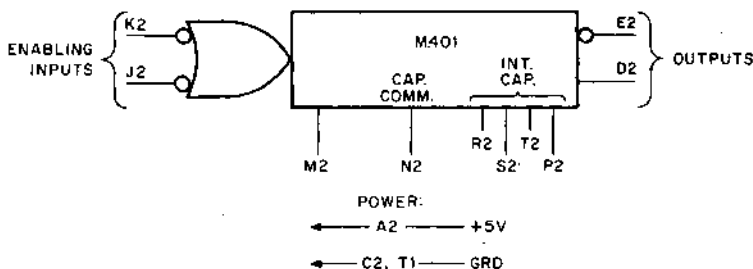 K2
E2
ENABLING
INPUTS
J2
M401
CAP.
COMM.
INT.
CAP.
OUTPUTS
D2
M2
N2
R2
S2
T2
P2
POWER:
A2 +5V
C2, T1 GRD